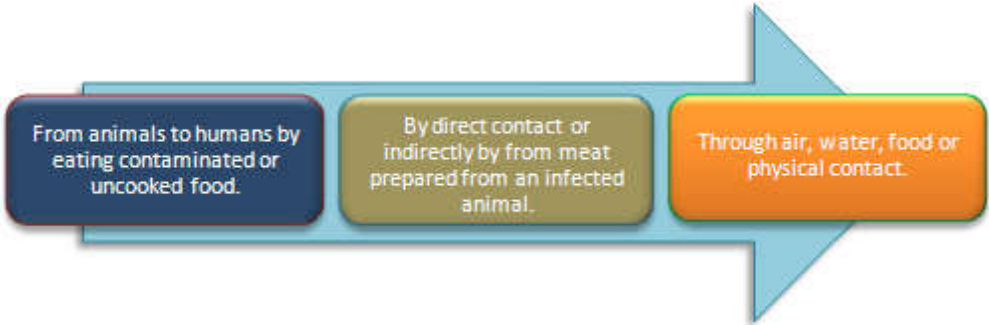 From animals to humans by
eating contaminated or
uncooked food.
By direct contact or
indirectly by from meat
prepared from an infected
animal.
Through air, water, food or
physical contact.